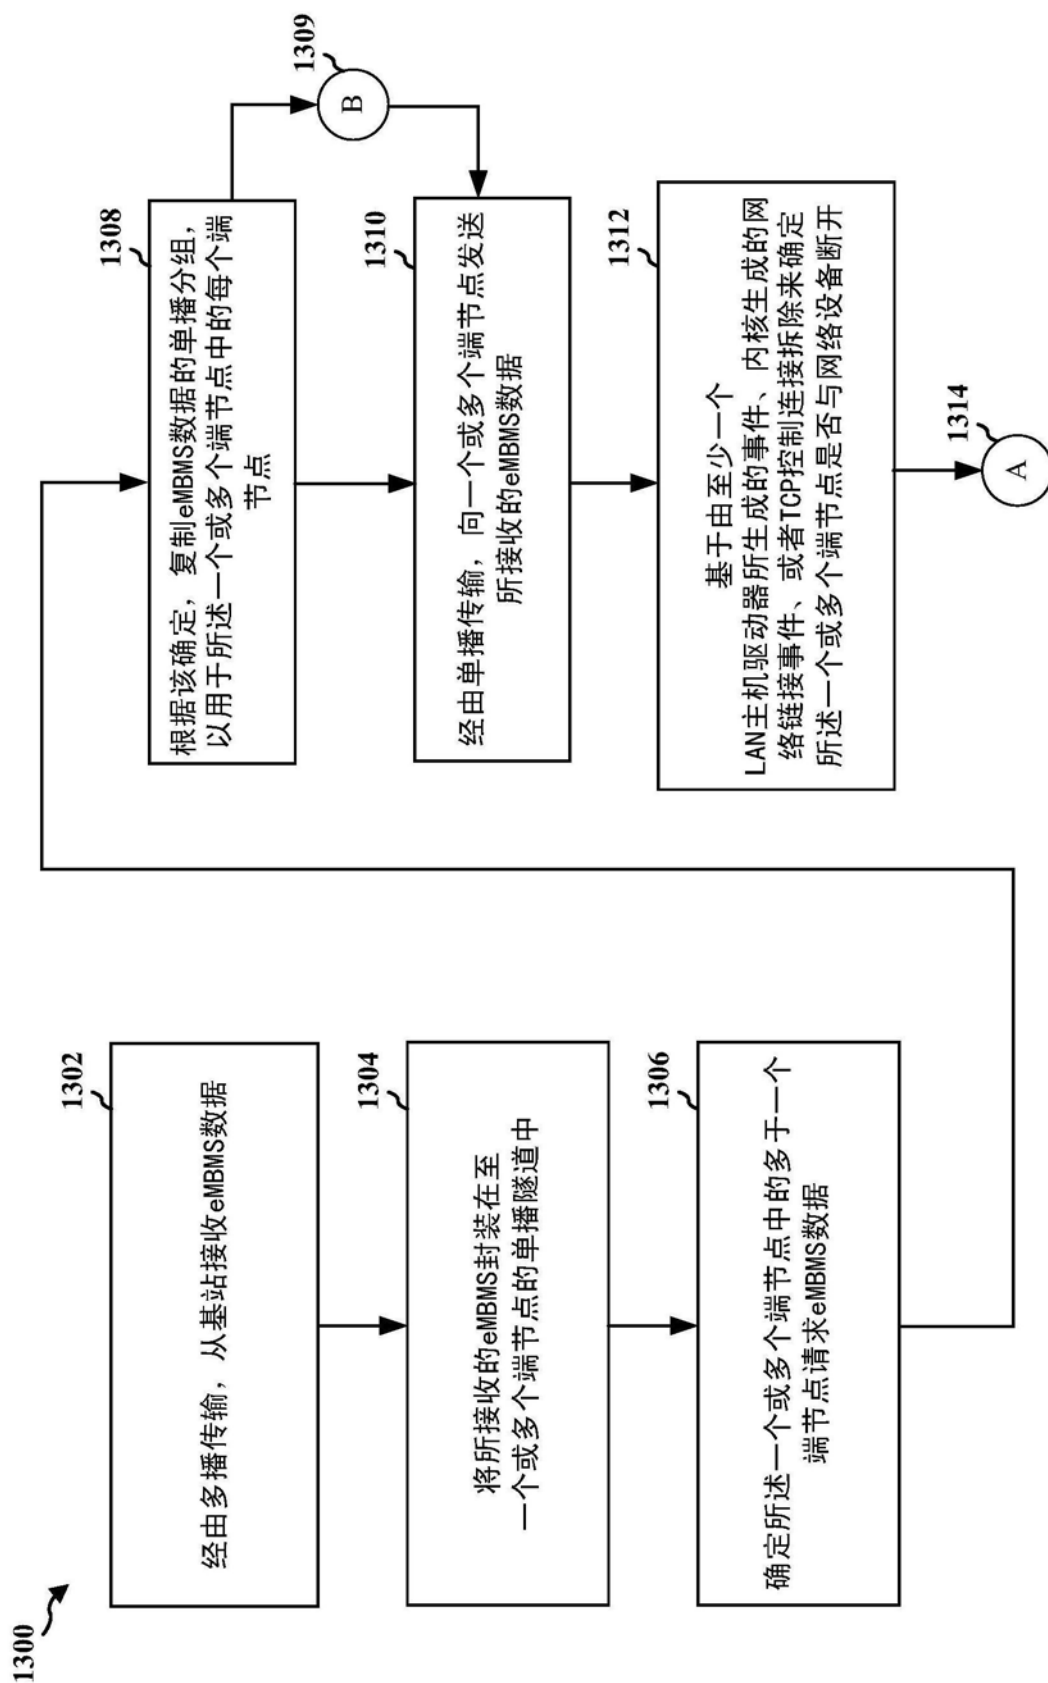 1300
1302
经由多播传输，从基站接收eMBMS数据
1304
将所接收的eMBMS封装在至
一个或多个端节点的单播隧道中
1306
确定所述一个或多个端节点中的多于一个
端节点请求eMBMS数据
1308
根据该确定，复制eMBMS数据的单播分组，
以用于所述一个或多个端节点中的每个端
节点
1309
B
1310
经由单播传输，向一个或多个端节点发送
所接收的eMBMS数据
1312
基于由至少一个
LAN主机驱动器所生成的事件、内核生成的网
络链接事件、或者TCP控制连接拆除来确定
所述一个或多个端节点是否与网络设备断开
1314
A